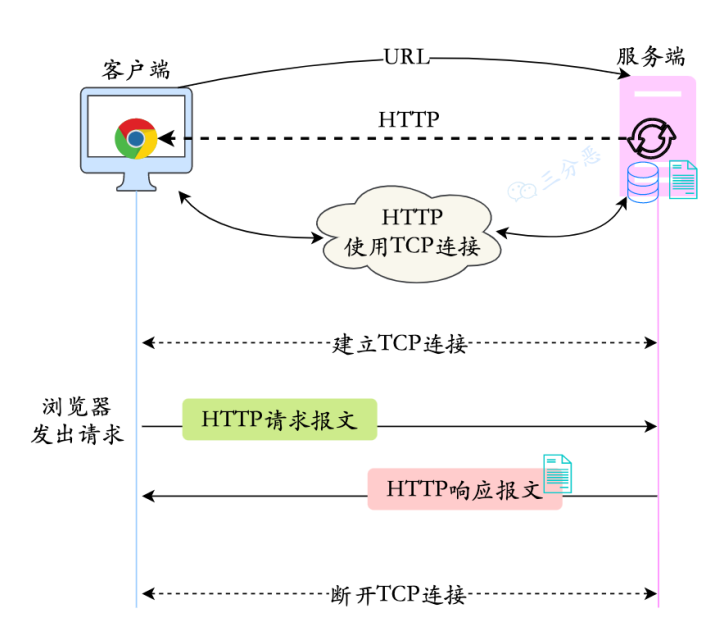 客户端
URL
服务端
HTTP
三分恶
HTTP
使用TCP连接
建立TCP连接
浏览器
发出请求
HTTP请求报文
HTTP响应报文
断开TCP连接